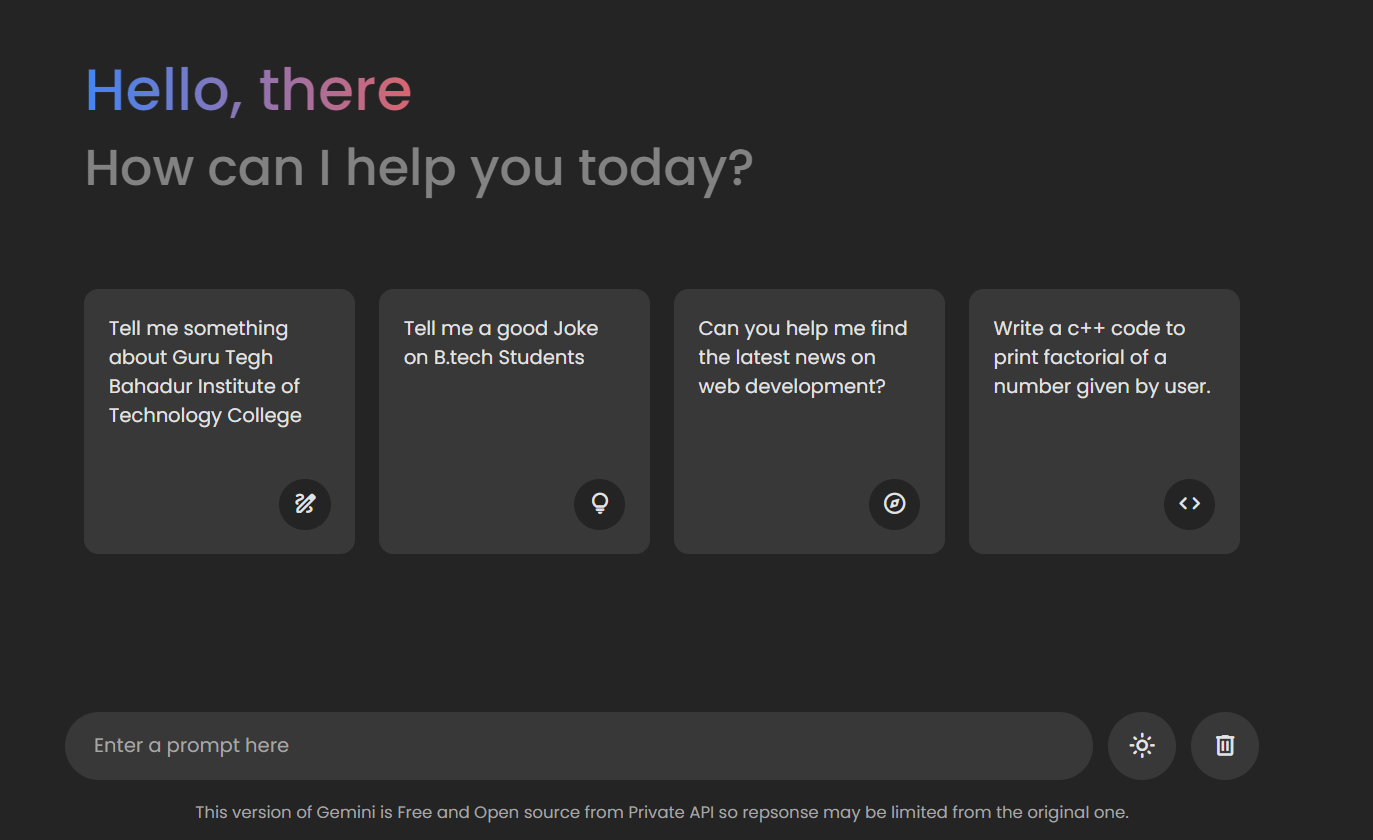 Hello, there
How can I help you today?
Tell me something
about Guru Tegh
Bahadur Institute of
Technology College
Tell me a good Joke
on B.tech Students
Can you help me find
the latest news on
web development?
Write a c++ code to
print factorial of a
number given by user.
Enter a prompt here
This version of Gemini is Free and Open source from Private API so repsonse may be limited from the original one.